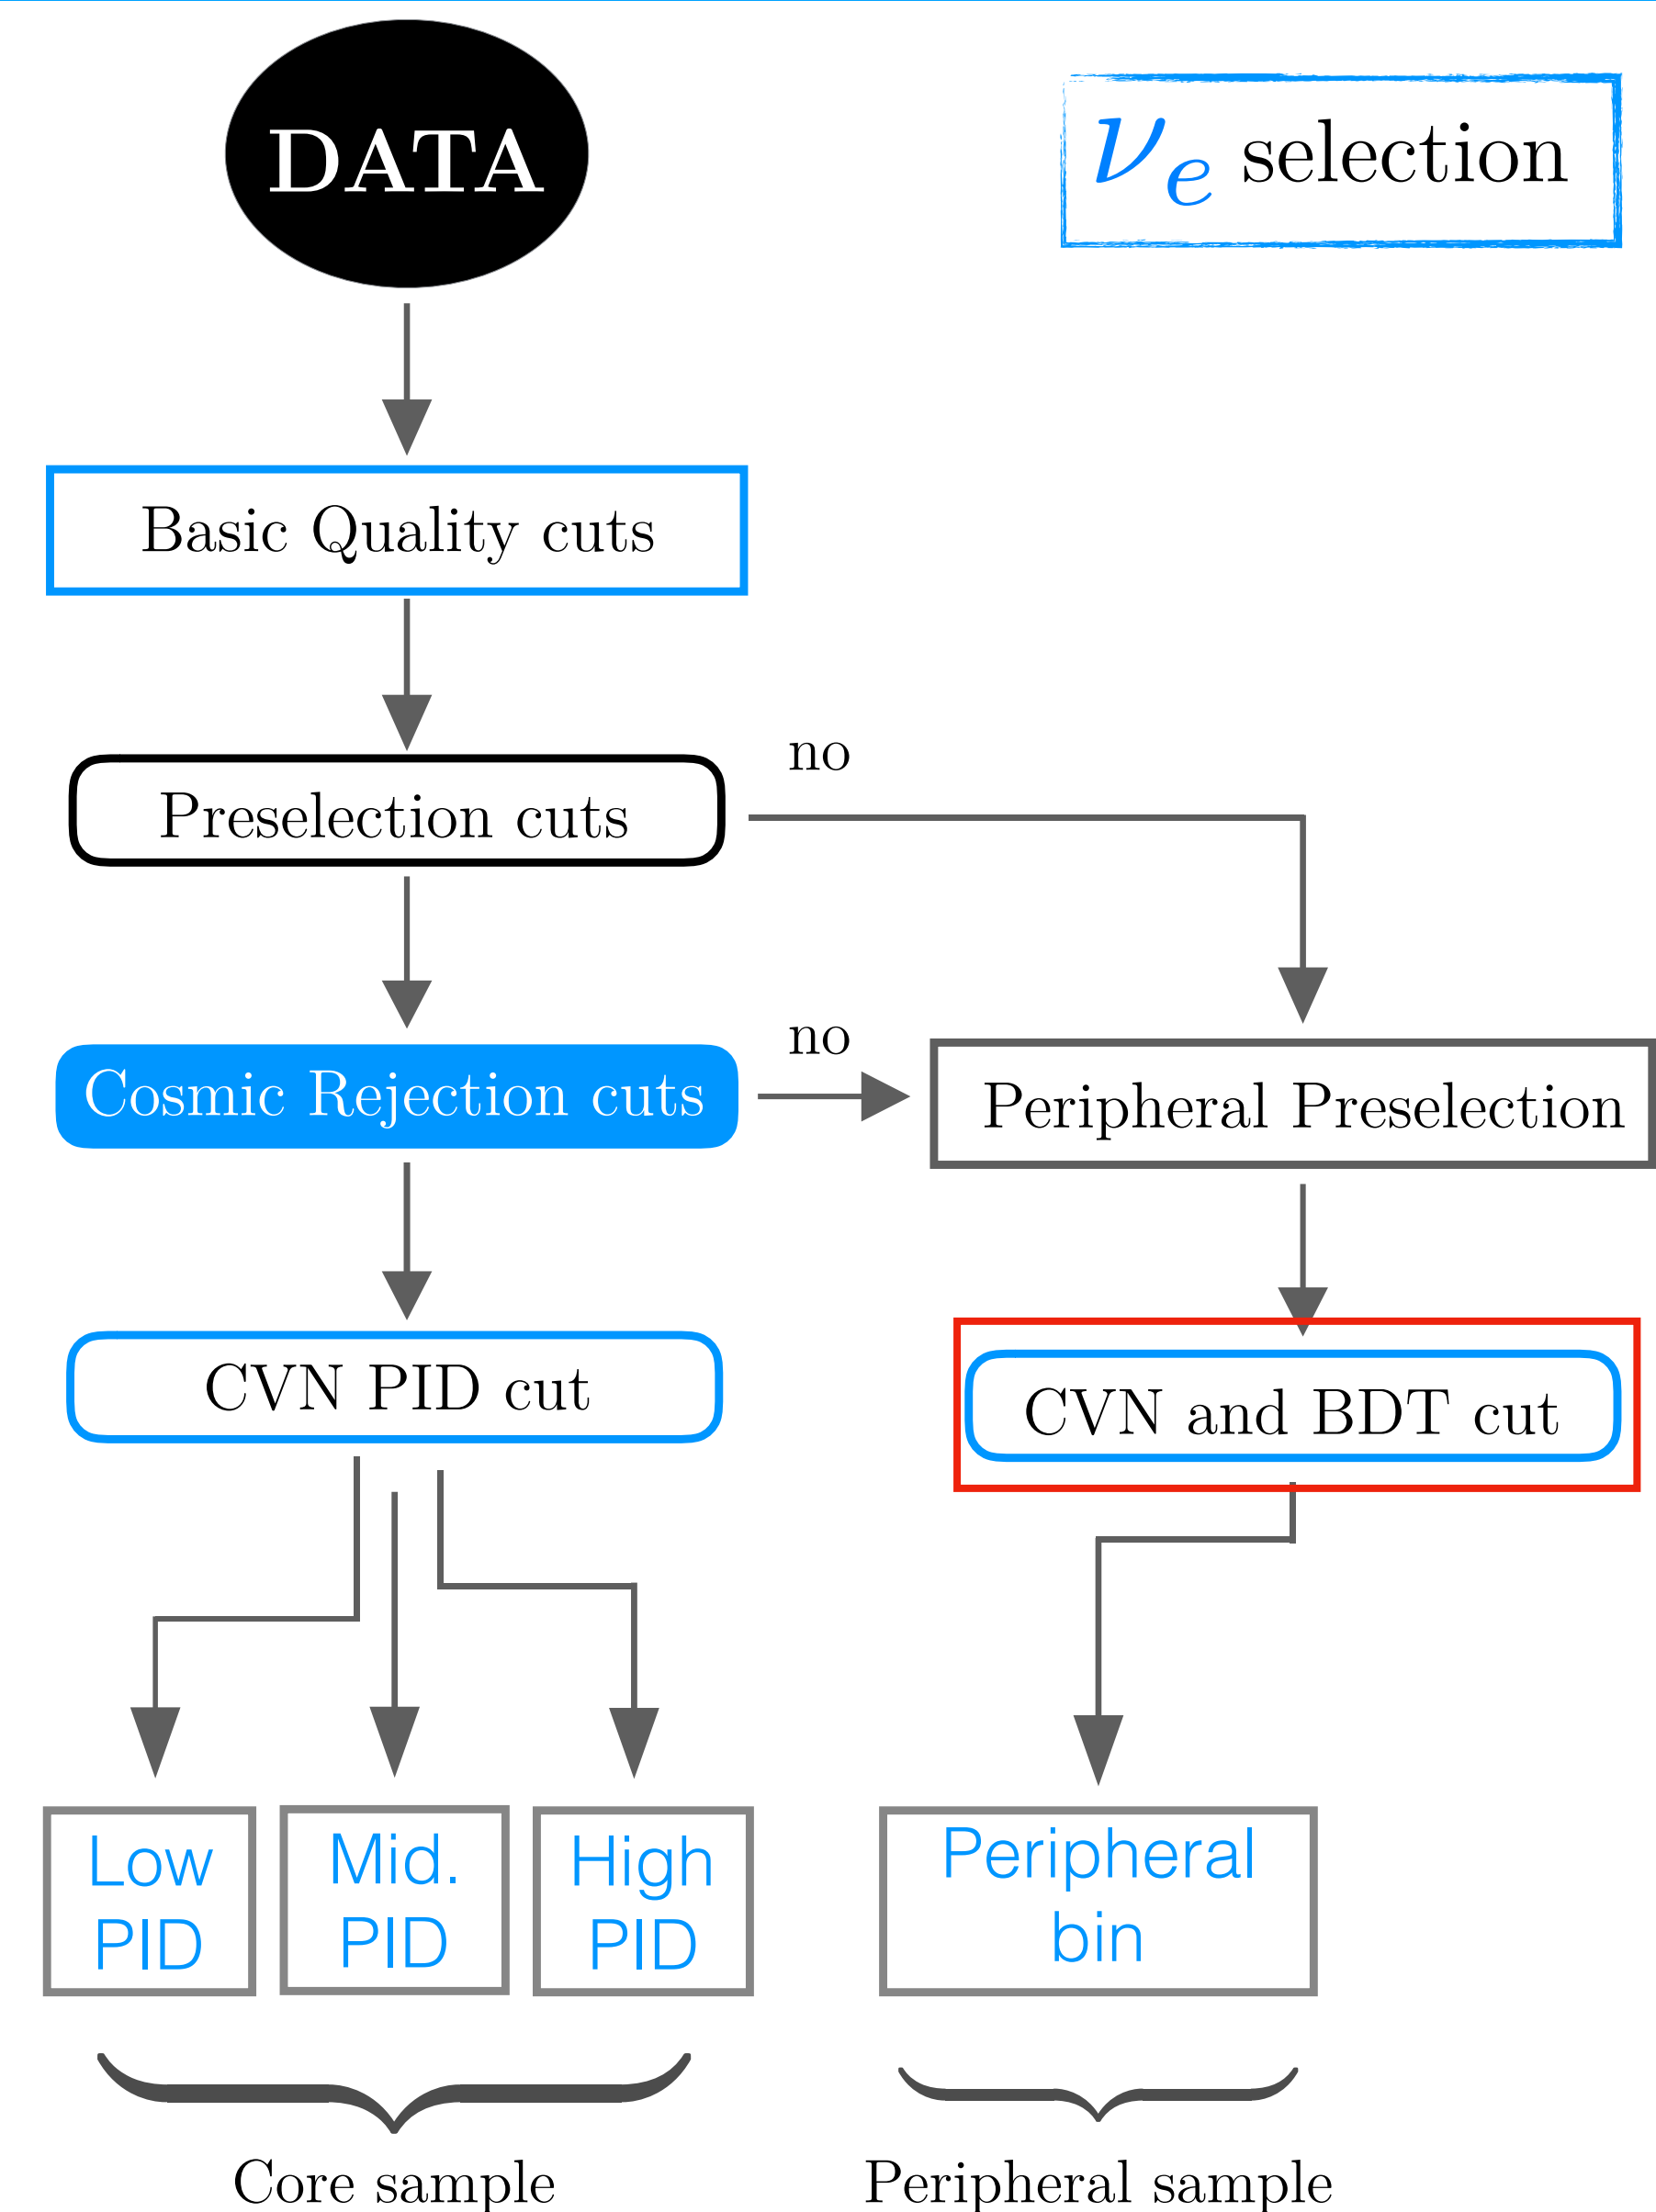 DATA
νe selection
Basic Quality cuts
no
Preselection cuts
no
Cosmic Rejection cuts
Peripheral Preselection
CVN PID cut
CVN and BDT cut
Low
PID
Mid.
PID
High
PID
Peripheral
bin
Core sample
Peripheral sample